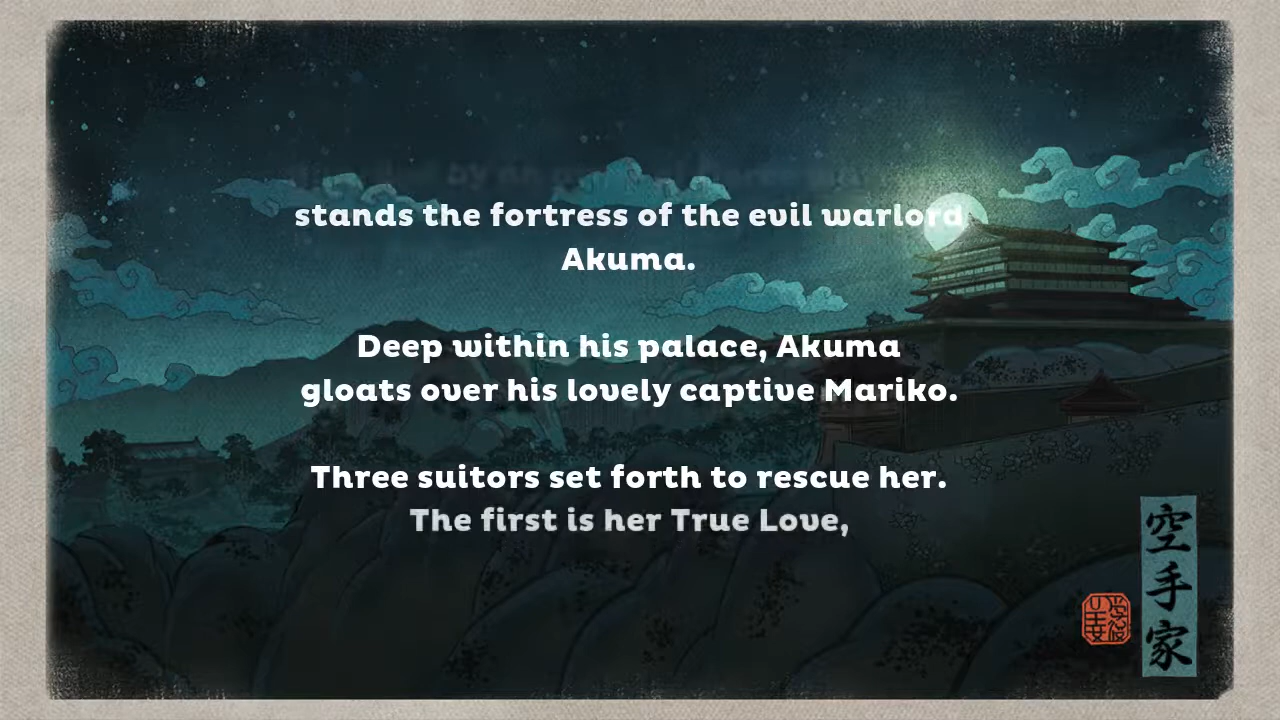 stands the fortress of the evil warlord
Akuma.
Deep within his palace, Akuma
gloats over his lovely captive Mariko.
Three suitors set forth to rescue her.
The first is her True Love,
空手家